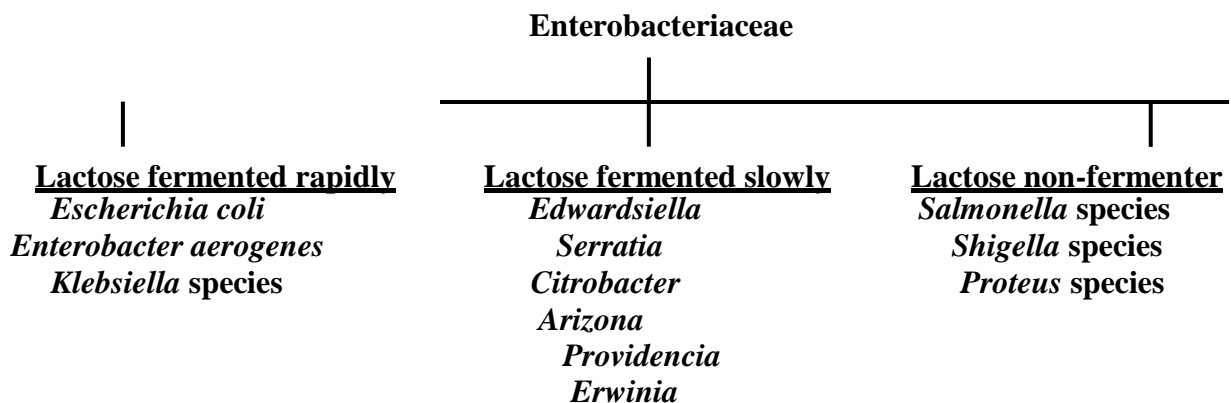 Enterobacteriaceae
Lactose fermented rapidly
Escherichia coli
Enterobacter aerogenes
Klebsiella species
Lactose fermented slowly
Edwardsiella
Serratia
Citrobacter
Arizona
Providencia
Erwinia
Lactose non-fermenter
Salmonella species
Shigella species
Proteus species